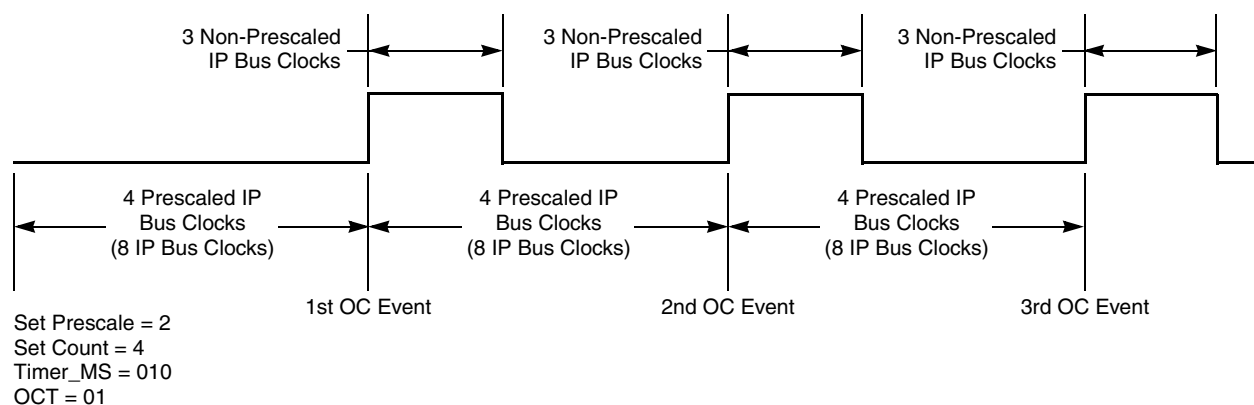 3 Non-Prescaled
IP Bus Clocks
3 Non-Prescaled
IP Bus Clocks
3 Non-Prescaled
IP Bus Clocks
4 Prescaled IP
Bus Clocks
(8 IP Bus Clocks)
4 Prescaled IP
Bus Clocks
(8 IP Bus Clocks)
4 Prescaled IP
Bus Clocks
(8 IP Bus Clocks)
1st OC Event
2nd OC Event
3rd OC Event
Set Prescale = 2
Set Count = 4
Timer_MS = 010
OCT = 01